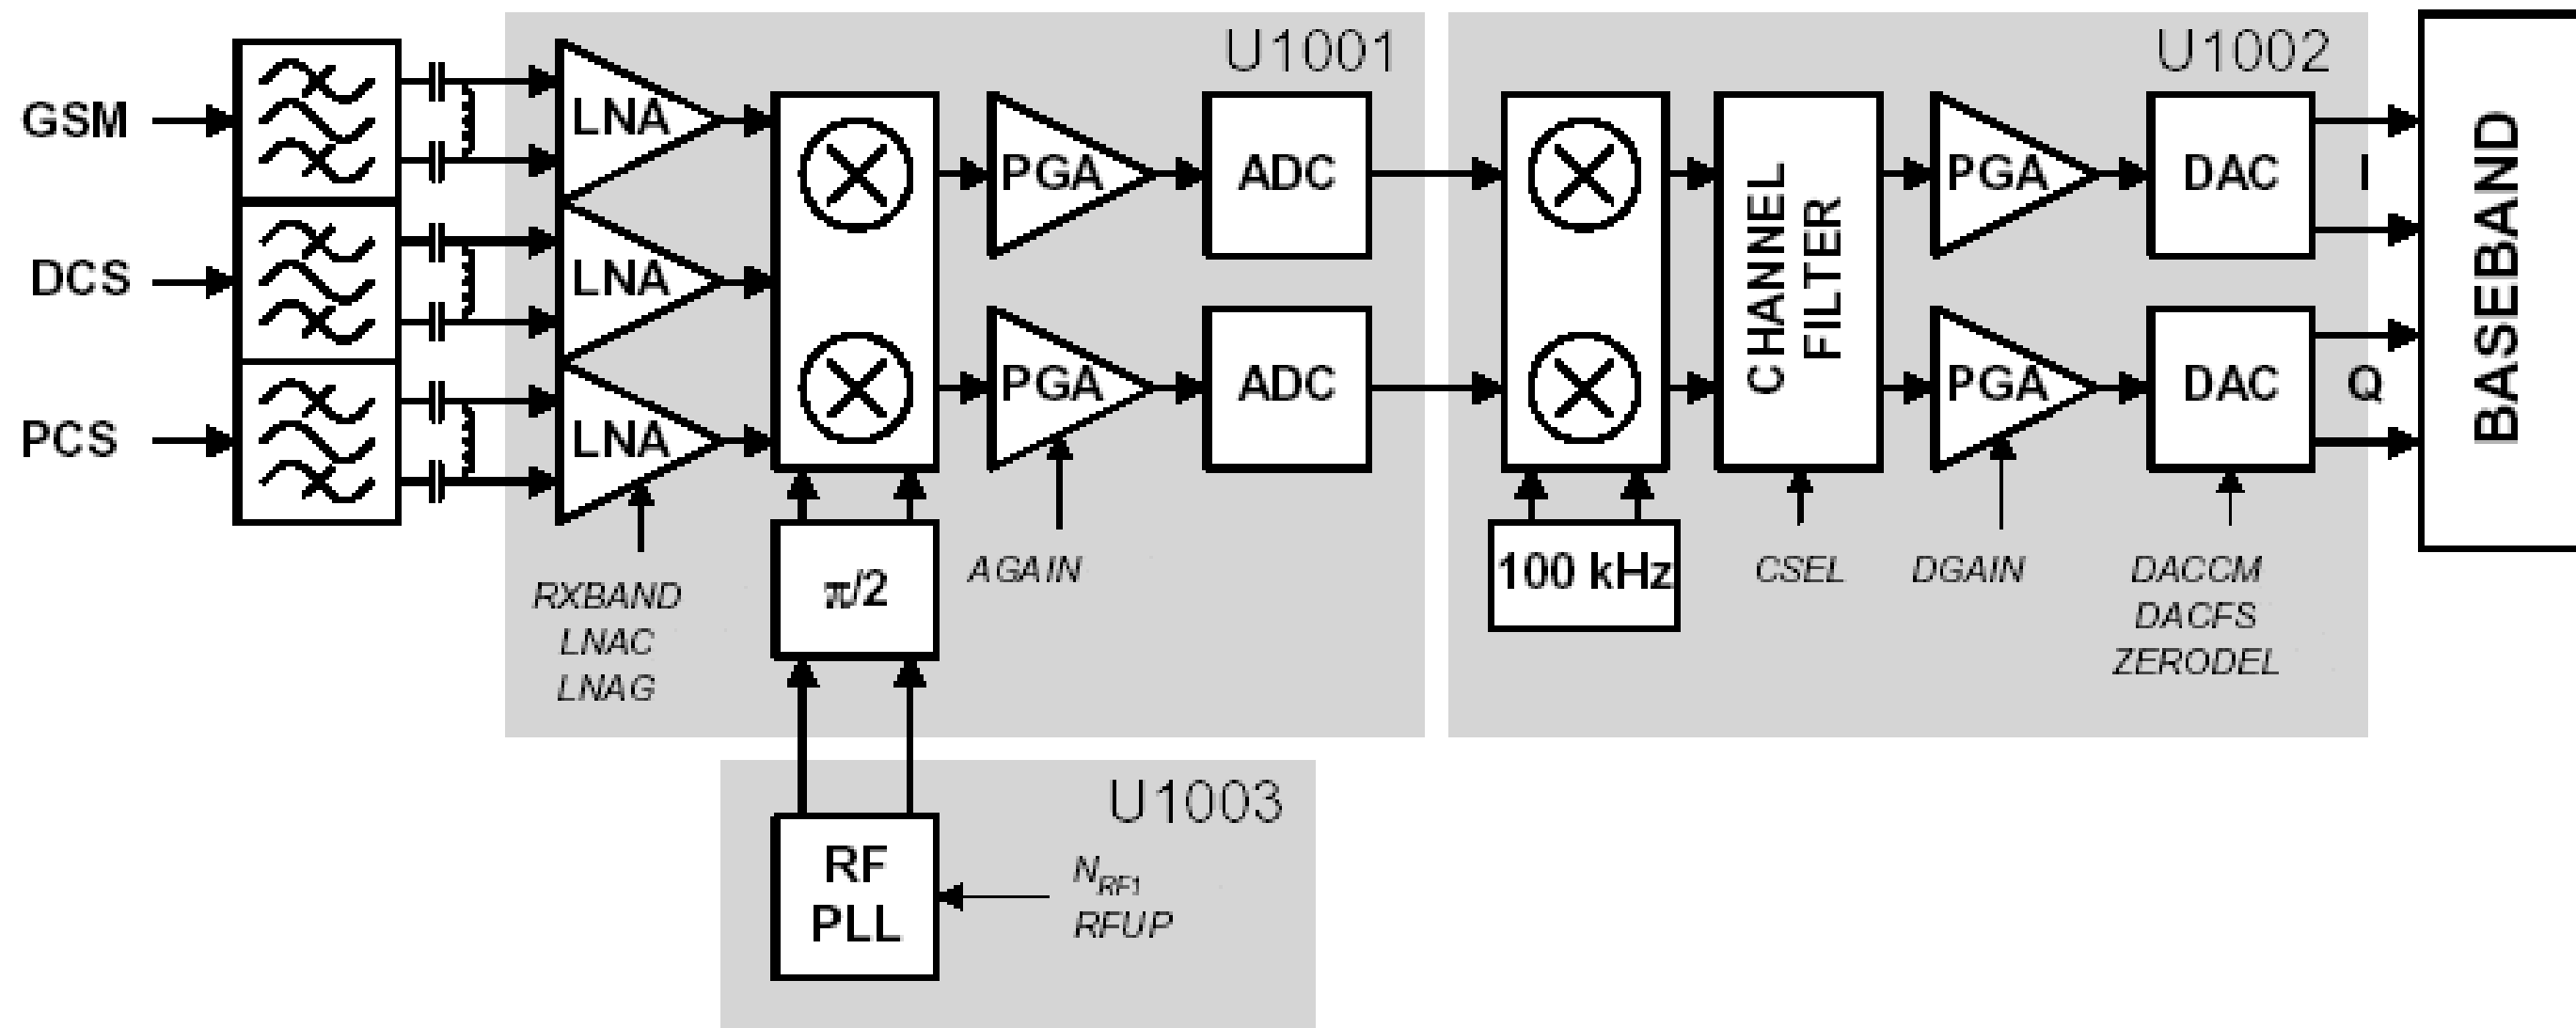 U1001
U1002
GSM
DCS
PCS
LNA
LNA
LNA
PGA
PGA
ADC
ADC
π/2
RXBAND
LNAC
LNAG
AGAIN
100 kHz
CHANNEL
FILTER
PGA
PGA
DAC
DAC
I
Q
BASEBAND
CSEL
DGAIN
DACCM
DACFS
ZERODEL
U1003
RF
PLL
NRF1
RFUP